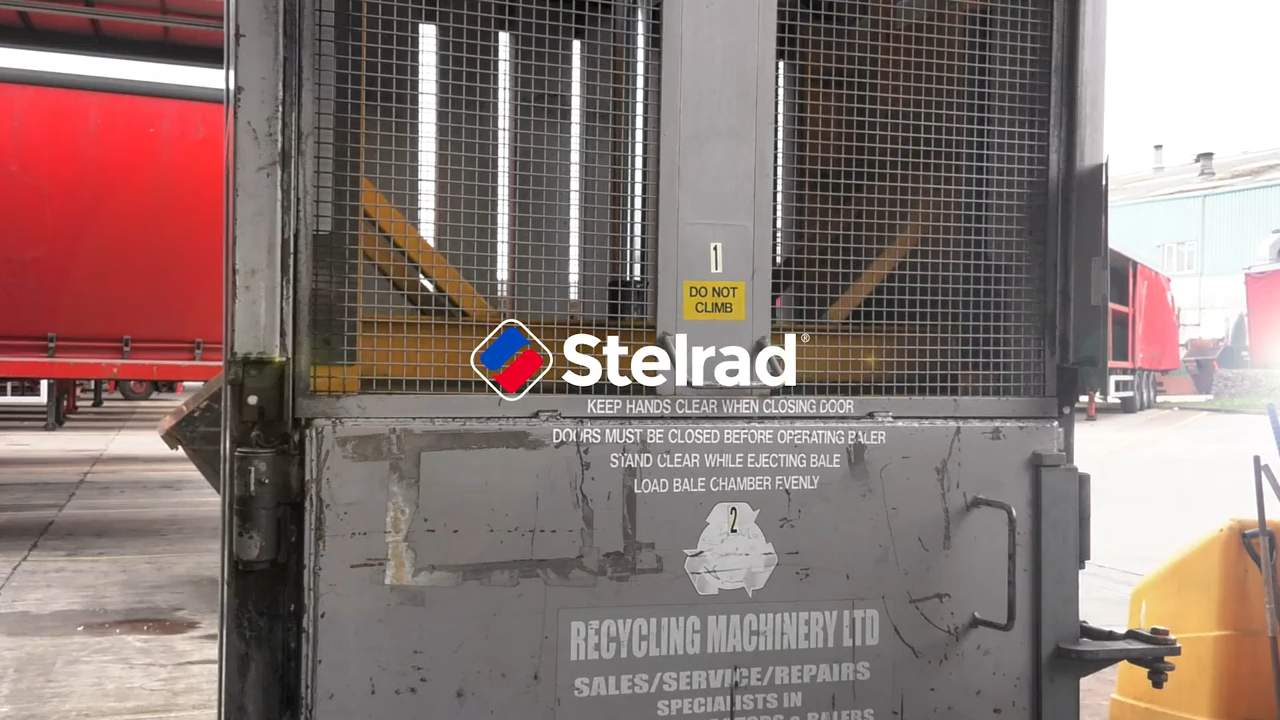 1
DO NOT
CLIMB
Stelrad®
KEEP HANDS CLEAR WHEN CLOSING DOOR
DOORS MUST BE CLOSED BEFORE OPERATING BALER
STAND CLEAR WHILE EJECTING BALE
LOAD BALE CHAMBER EVENLY
2
RECYCLING MACHINERY LTD
SALES/SERVICE/REPAIRS
SPECIALISTS IN
& BALERS